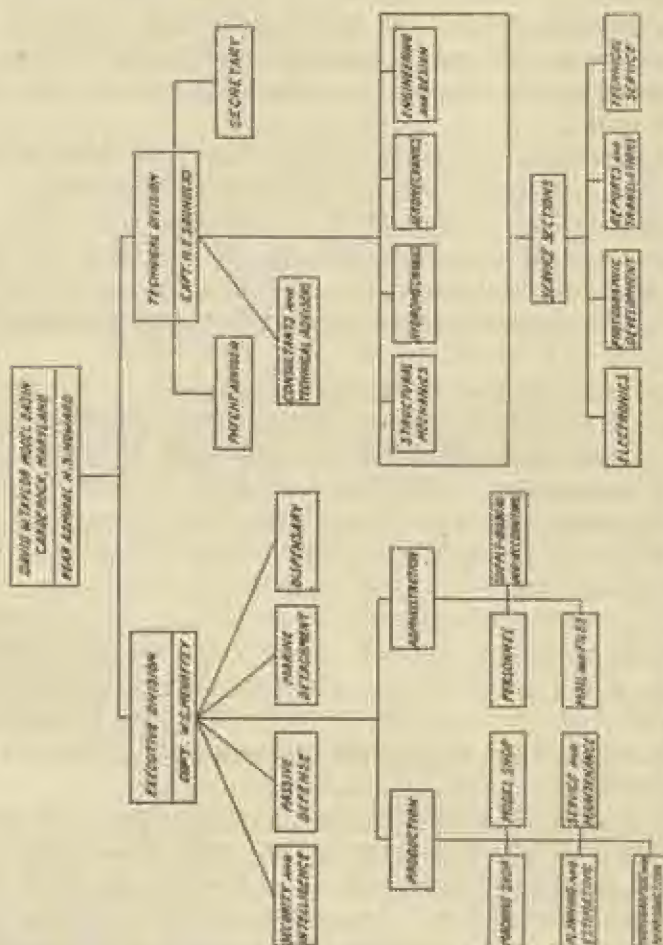 DAVID W. TAYLOR MODEL BASIN
CARDEROCK, MARYLAND
REAR ADMIRAL H.S. HOWARD
EXECUTIVE DIVISION
CAPT. W.C.
TECHNICAL DIVISION
CAPT. H.E. SAUNDERS
SECURITY AND
INTELLIGENCE
PASSIVE
DEFENSE
MARINE
DETACHMENT
DISPENSARY
PATENT ADVISER
SECRETARY
CONSULTANTS AND
TECHNICAL ADVISERS
PRODUCTION
ADMINISTRATION
STRUCTURAL
MECHANICS
HYDROMECHANICS
AEROMECHANICS
ENGINEERING
AND DESIGN
MACHINE SHOP
MODEL SHOP
PERSONNEL
AND ACCOUNTING
PLANNING AND
ESTIMATING
SERVICE AND
MAINTENANCE
MAIL AND FILES
SERVICE SECTIONS
ELECTRONICS
PHOTOGRAPHIC
DEVELOPMENT
REPORTS AND
TRANSLATIONS
TECHNICAL
SERVICE